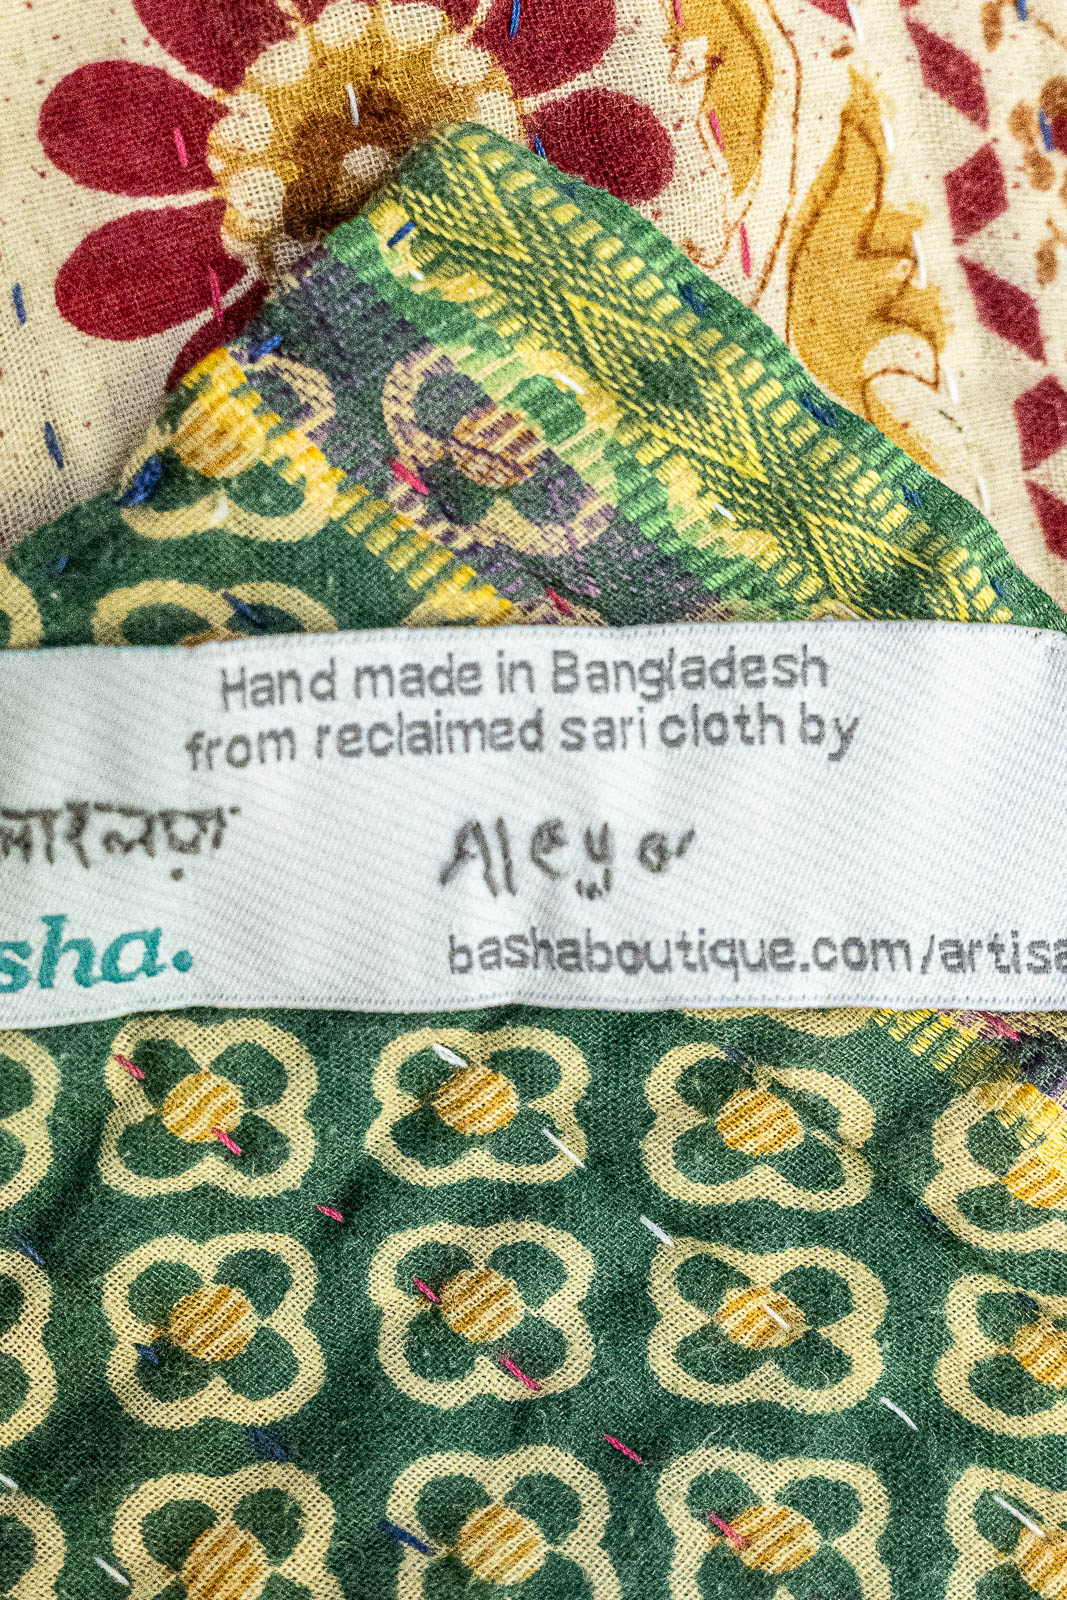 Hand made in Bangladesh
from reclaimed sari cloth by
Aleya
sha.
bashaboutique.com/artisa